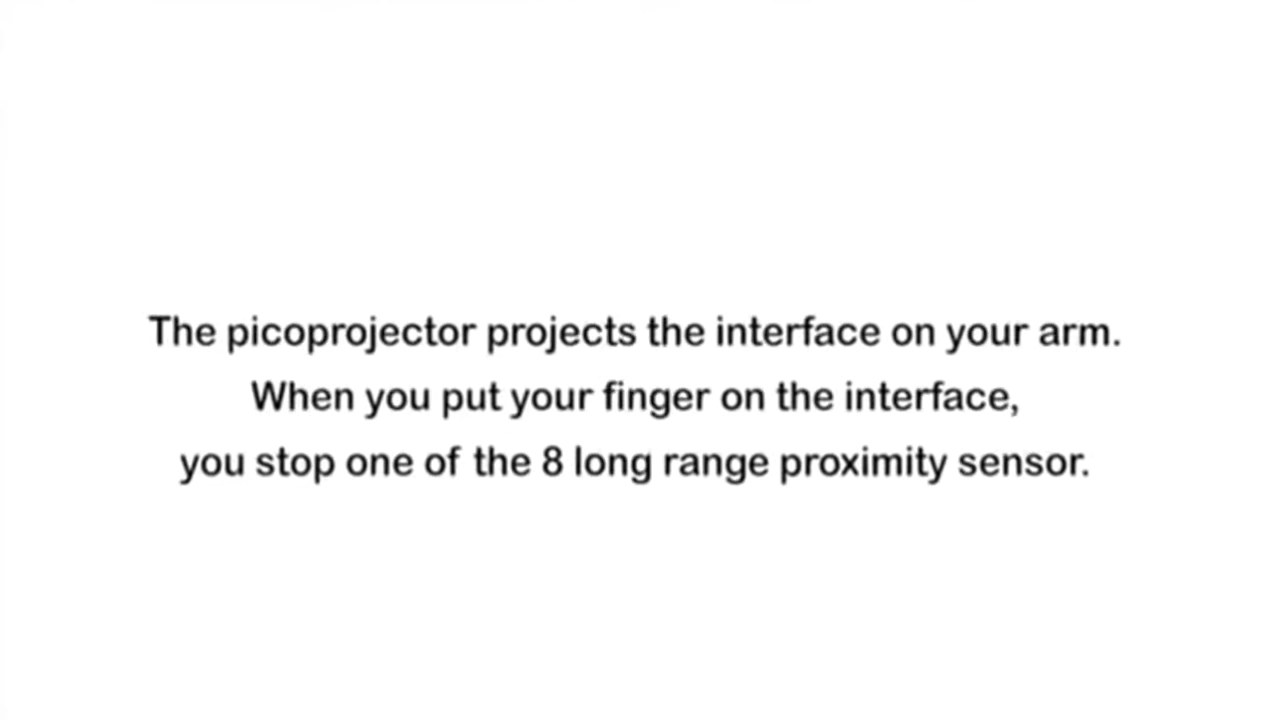 The picoprojector projects the interface on your arm.
When you put your finger on the interface,
you stop one of the 8 long range proximity sensor.